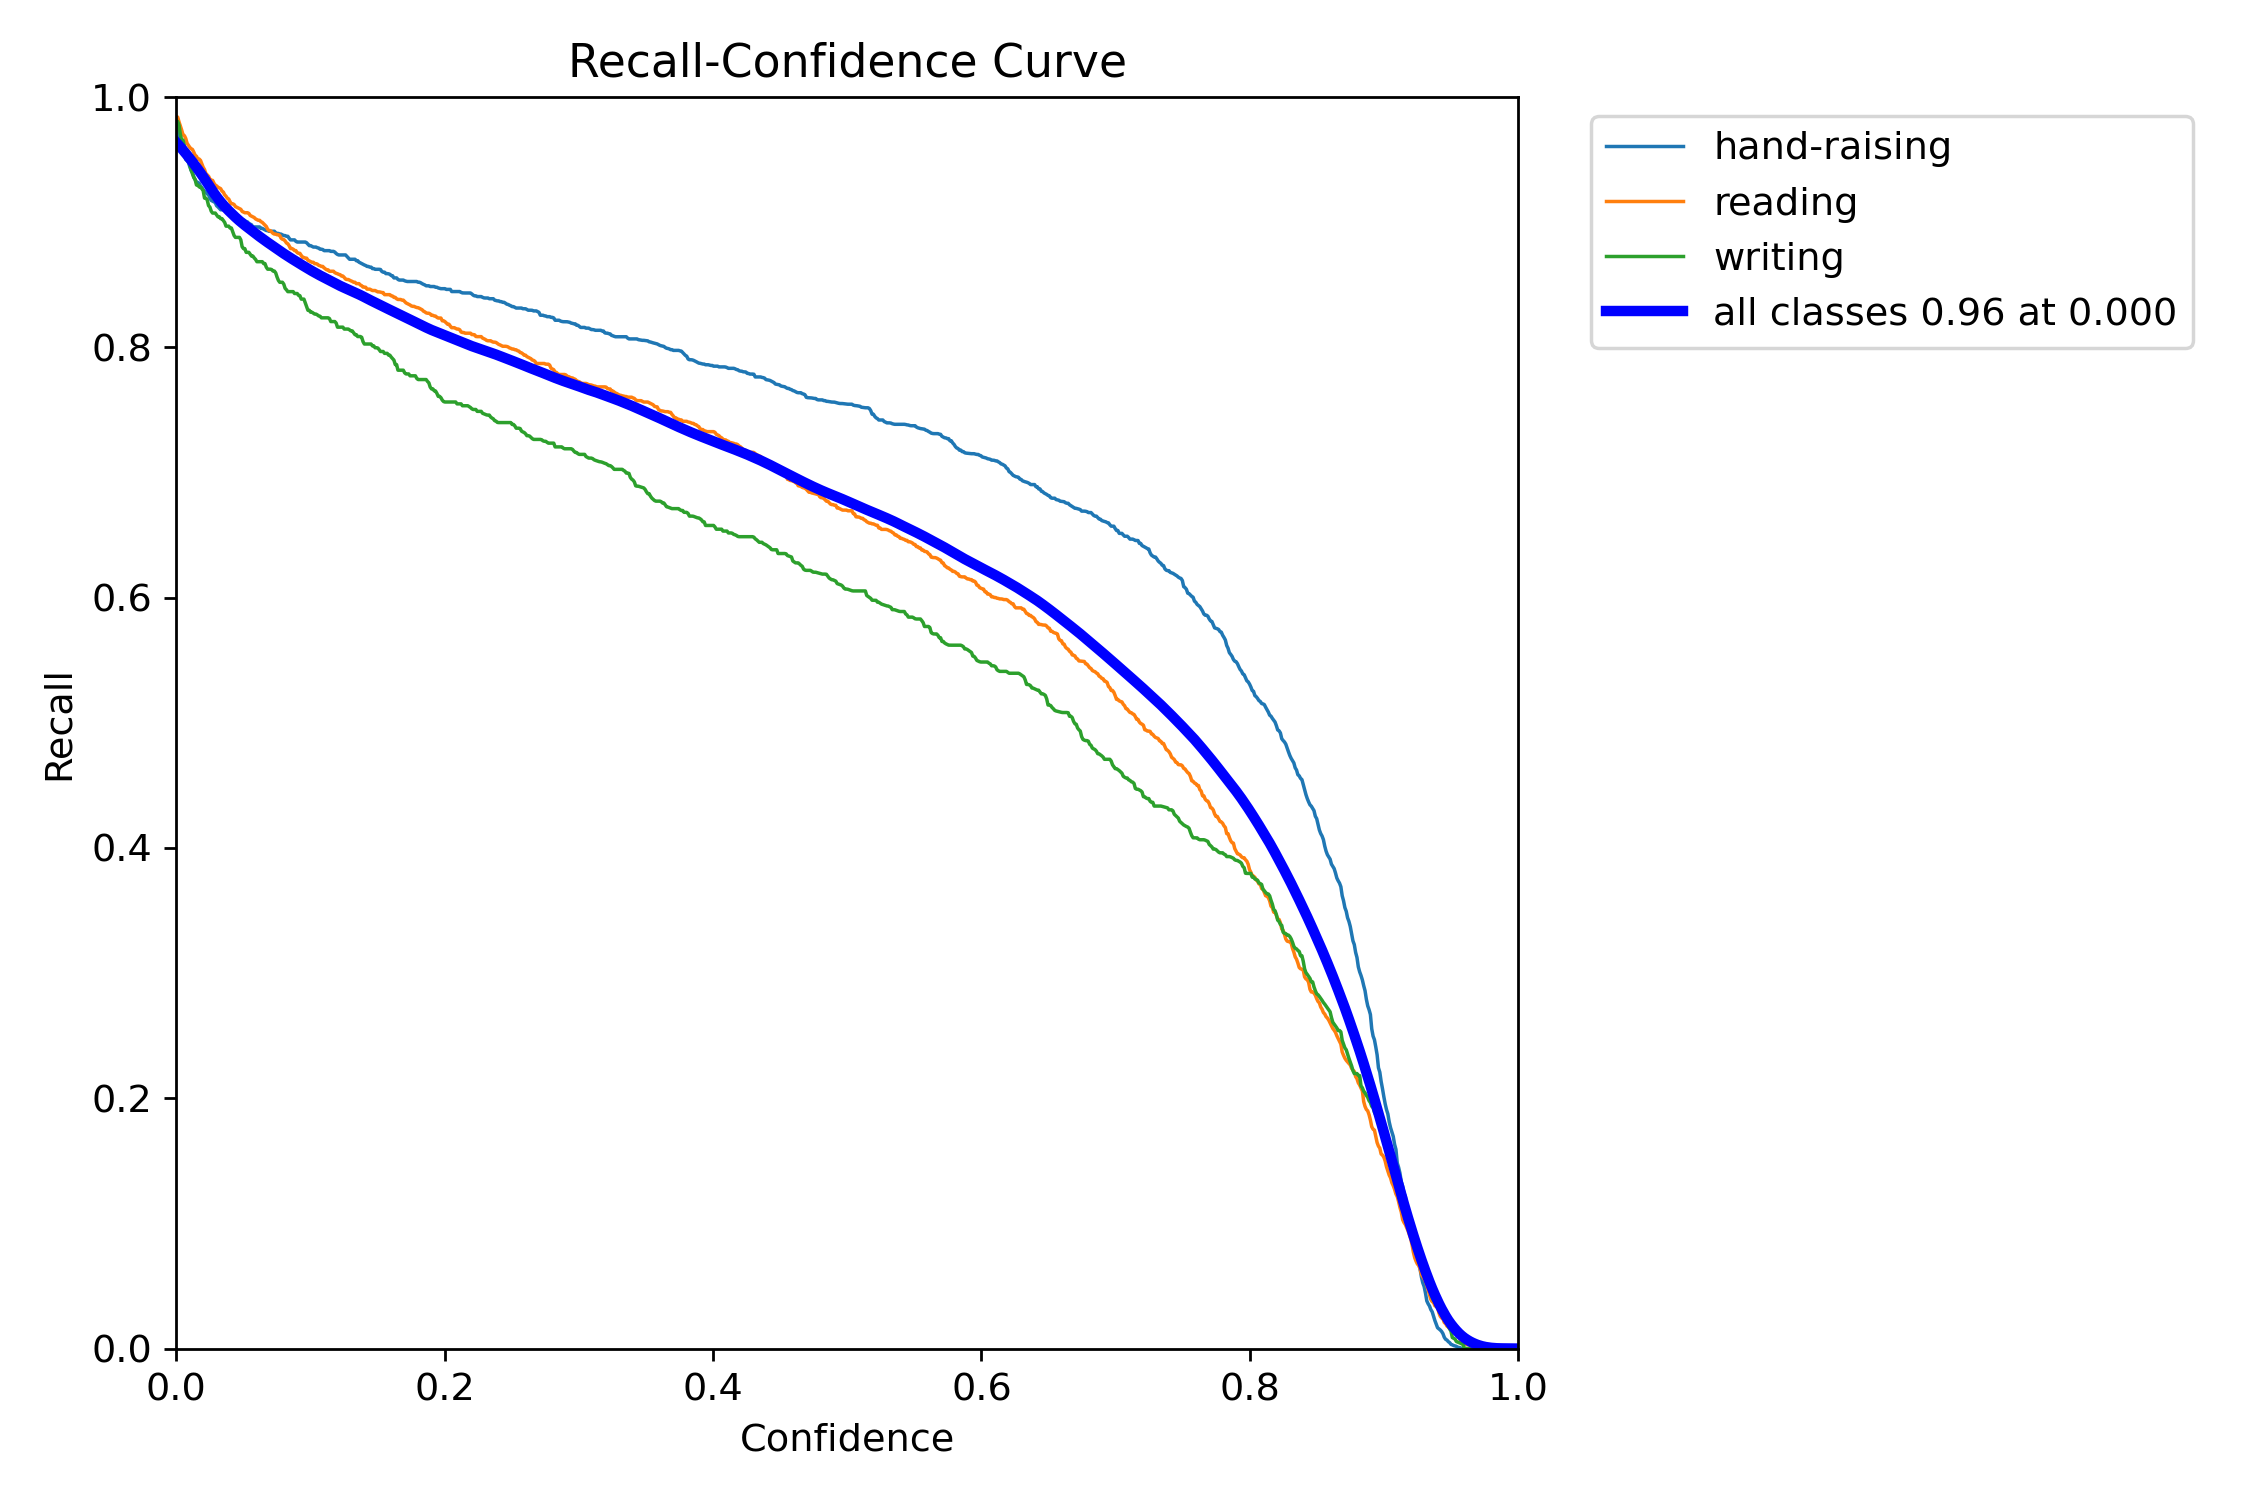 Recall-Confidence Curve
1.0
0.8
0.6
0.4
0.2
0.0
Recall
0.0 0.2 0.4 0.6 0.8 1.0
Confidence
hand-raising
reading
writing
all classes 0.96 at 0.000